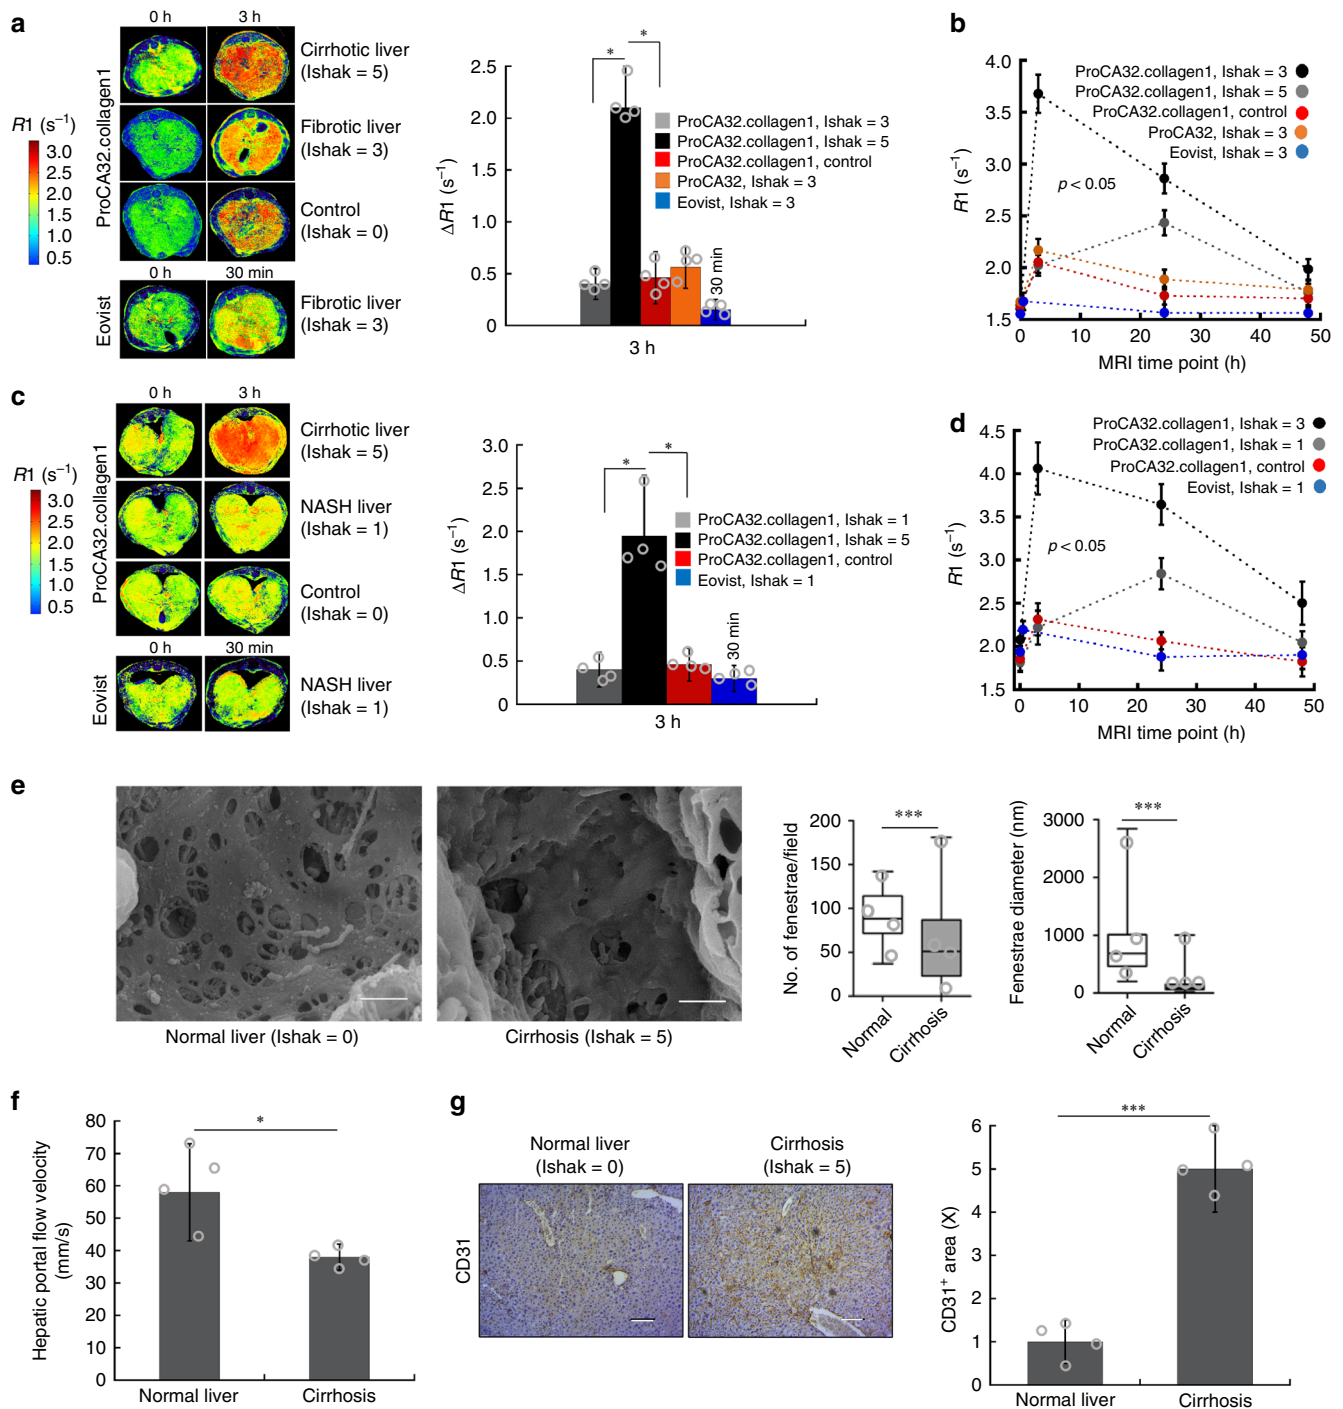 a
0 h
3 h
R1 (s⁻¹)
3.0
2.5
2.0
1.5
1.0
0.5
ProCA32.collagen1
Cirrhotic liver
(Ishak = 5)
Fibrotic liver
(Ishak = 3)
Control
(Ishak = 0)
0 h
30 min
Eovist
Fibrotic liver
(Ishak = 3)
ΔR1 (s⁻¹)
2.5
2.0
1.5
1.0
0.5
0
*
*
ProCA32.collagen1, Ishak = 3
ProCA32.collagen1, Ishak = 5
ProCA32.collagen1, control
ProCA32, Ishak = 3
Eovist, Ishak = 3
30 min
3 h
b
R1 (s⁻¹)
4.0
3.5
4.0
2.5
2.0
1.5
ProCA32.collagen1, Ishak = 3
ProCA32.collagen1, Ishak = 5
ProCA32.collagen1, control
ProCA32, Ishak = 3
Eovist, Ishak = 3
p < 0.05
0 10 20 30 40 50
MRI time point (h)
c
0 h
3 h
R1 (s⁻¹)
3.0
2.5
2.0
1.5
1.0
0.5
ProCA32.collagen1
Cirrhotic liver
(Ishak = 5)
NASH liver
(Ishak = 1)
Control
(Ishak = 0)
0 h
30 min
Eovist
NASH liver
(Ishak = 1)
ΔR1 (s⁻¹)
3.0
2.5
2.0
1.5
1.0
0.5
0
*
*
ProCA32.collagen1, Ishak = 1
ProCA32.collagen1, Ishak = 5
ProCA32.collagen1, control
Eovist, Ishak = 1
30 min
3 h
d
R1 (s⁻¹)
4.5
4.0
3.5
4.0
2.5
2.0
1.5
ProCA32.collagen1, Ishak = 3
ProCA32.collagen1, Ishak = 1
ProCA32.collagen1, control
Eovist, Ishak = 1
p < 0.05
0 10 20 30 40 50
MRI time point (h)
e
Normal liver (Ishak = 0)
Cirrhosis (Ishak = 5)
No. of fenestrae/field
200
150
100
50
0
***
Normal
Cirrhosis
Fenestrae diameter (nm)
3000
2000
1000
0
***
Normal
Cirrhosis
f
Hepatic portal flow velocity
(mm/s)
80
70
60
50
40
30
20
10
0
*
Normal liver
Cirrhosis
g
Normal liver
(Ishak = 0)
Cirrhosis
(Ishak = 5)
CD31
CD31⁺ area (X)
6
5
4
3
2
1
0
***
Normal liver
Cirrhosis